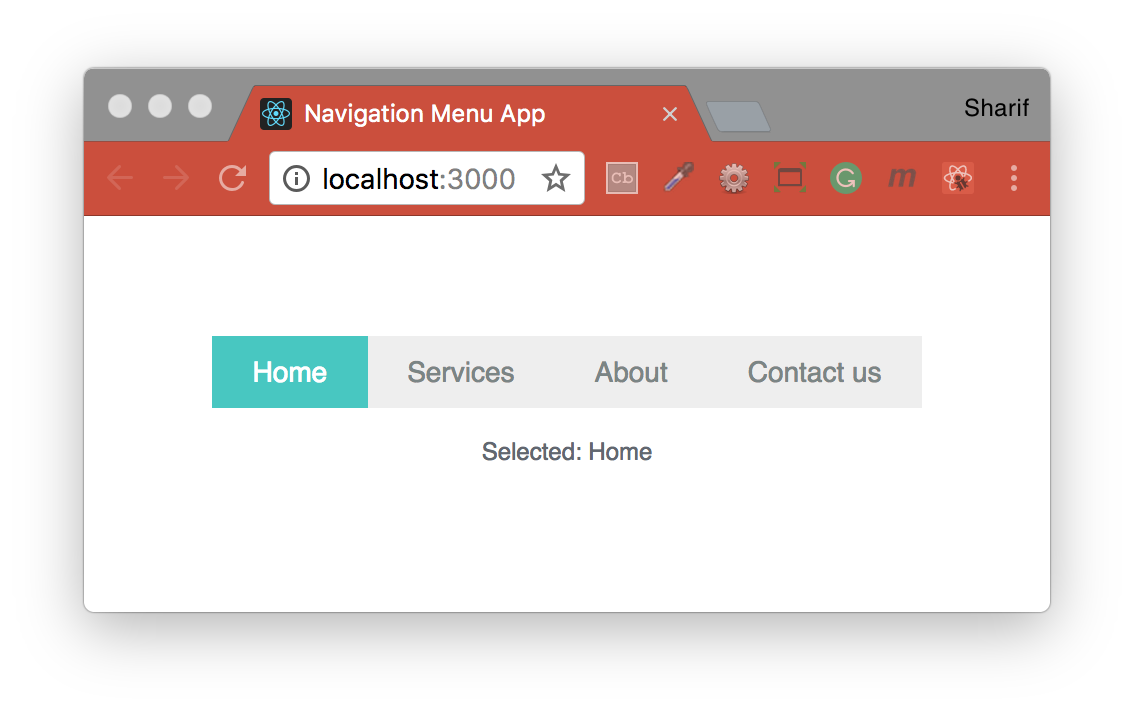 Navigation Menu App
Sharif
localhost:3000
Cb
G
m
Home Services About Contact us
Selected: Home